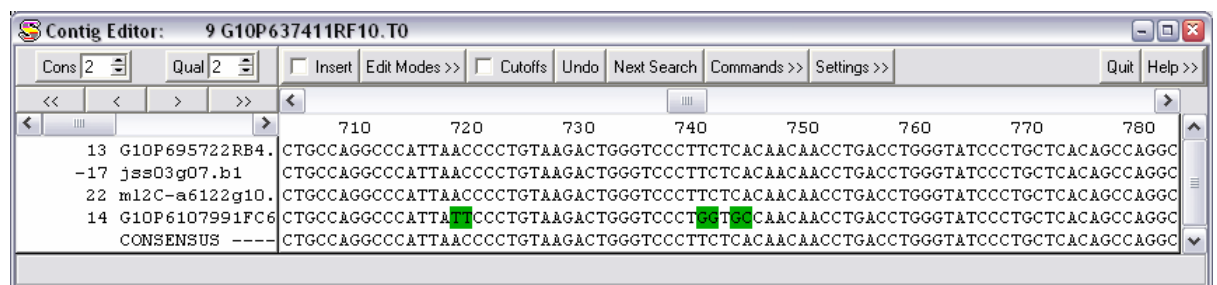 Contig Editor: 9 G10P637411RF10.T0
Cons 2 Qual 2 Insert Edit Modes >> Cutoffs Undo Next Search Commands >> Settings >> Quit Help >>
<< < > >>
710 720 730 740 750 760 770 780
13 G10P695722RB4. CTGCCAGGCCCATTAACCCCTGTAAGACTGGGTCCCTTCTCACAACAACCTGACCTGGGTATCCCTGCTCACAGCCAGGC
-17 jss03g07.b1 CTGCCAGGCCCATTAACCCCTGTAAGACTGGGTCCCTTCTCACAACAACCTGACCTGGGTATCCCTGCTCACAGCCAGGC
22 ml2C-a6122g10. CTGCCAGGCCCATTAACCCCTGTAAGACTGGGTCCCTTCTCACAACAACCTGACCTGGGTATCCCTGCTCACAGCCAGGC
14 G10P6107991FC6 CTGCCAGGCCCATTATTCCCTGTAAGACTGGGTCCCTGGTGCCAACAACCTGACCTGGGTATCCCTGCTCACAGCCAGGC
CONSENSUS ---- CTGCCAGGCCCATTAACCCCTGTAAGACTGGGTCCCTTCTCACAACAACCTGACCTGGGTATCCCTGCTCACAGCCAGGC